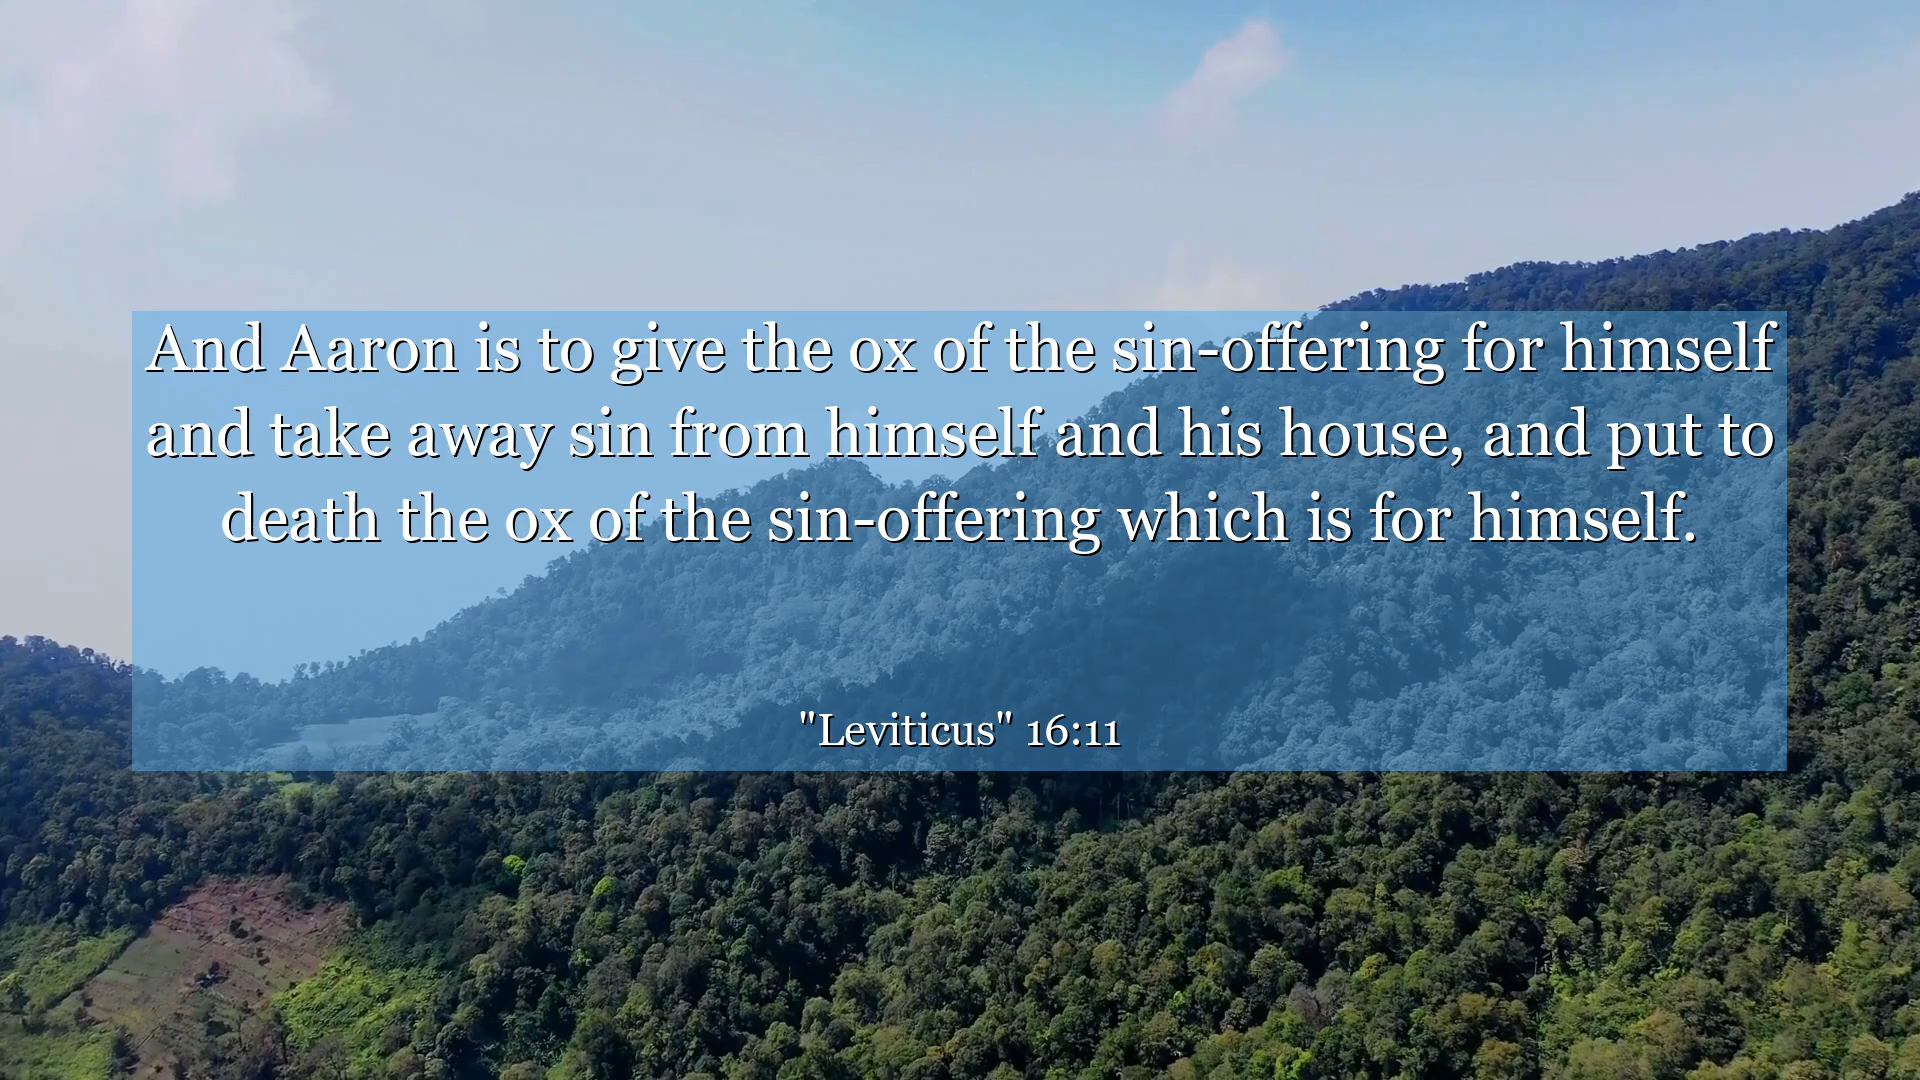 And Aaron is to give the ox of the sin-offering for himself
and take away sin from himself and his house, and put to
death the ox of the sin-offering which is for himself.
"Leviticus" 16:11